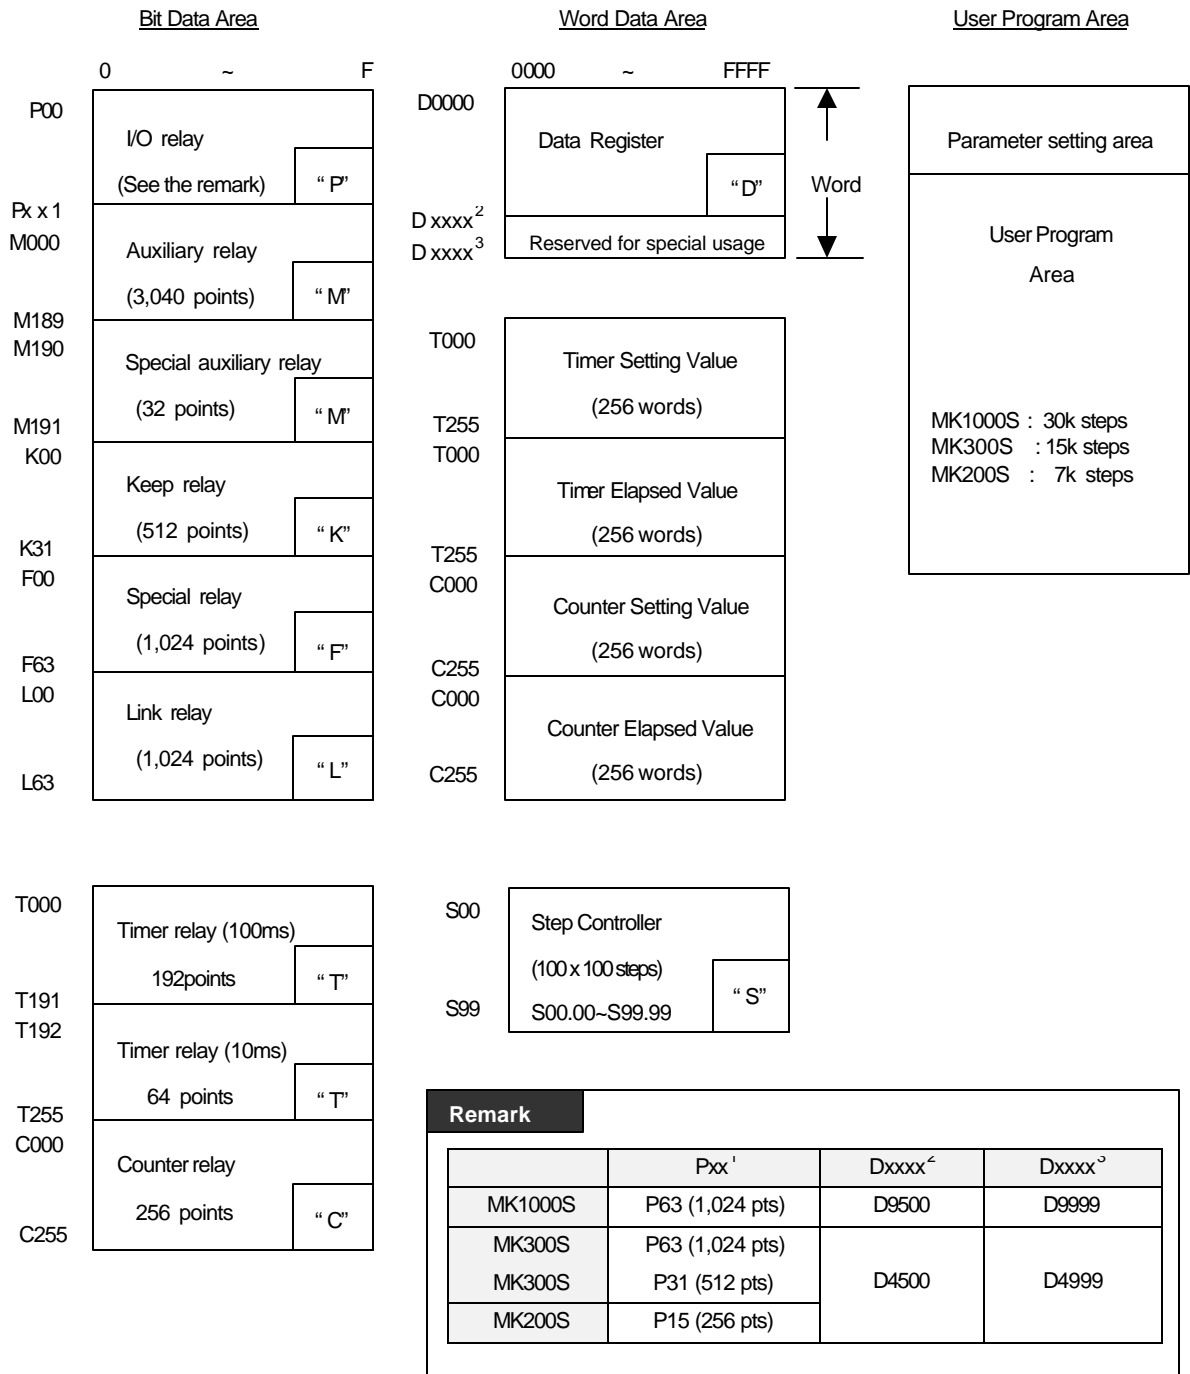 Bit Data Area
0 ~ F
P00
I/O relay
(See the remark)
“P”
Px x 1
M000
Auxiliary relay
(3,040 points)
“M”
M189
M190
Special auxiliary relay
(32 points)
“M”
M191
K00
Keep relay
(512 points)
“K”
K31
F00
Special relay
(1,024 points)
“F”
F63
L00
Link relay
(1,024 points)
“L”
L63
T000
Timer relay (100ms)
192points
“T”
T191
T192
Timer relay (10ms)
64 points
“T”
T255
C000
Counter relay
256 points
“C”
C255
Word Data Area
0000 ~ FFFF
D0000
Data Register
“D”
Word
D xxxx²
D xxxx³
Reserved for special usage
T000
Timer Setting Value
(256 words)
T255
T000
Timer Elapsed Value
(256 words)
T255
C000
Counter Setting Value
(256 words)
C255
C000
Counter Elapsed Value
(256 words)
C255
S00
Step Controller
(100 x 100 steps)
“S”
S99
S00.00~S99.99
User Program Area
Parameter setting area
User Program
Area
MK1000S : 30k steps
MK300S : 15k steps
MK200S : 7k steps
Remark
Pxx¹ Dxxxx² Dxxxx³
MK1000S P63 (1,024 pts) D9500 D9999
MK300S P63 (1,024 pts)
MK300S P31 (512 pts) D4500 D4999
MK200S P15 (256 pts)